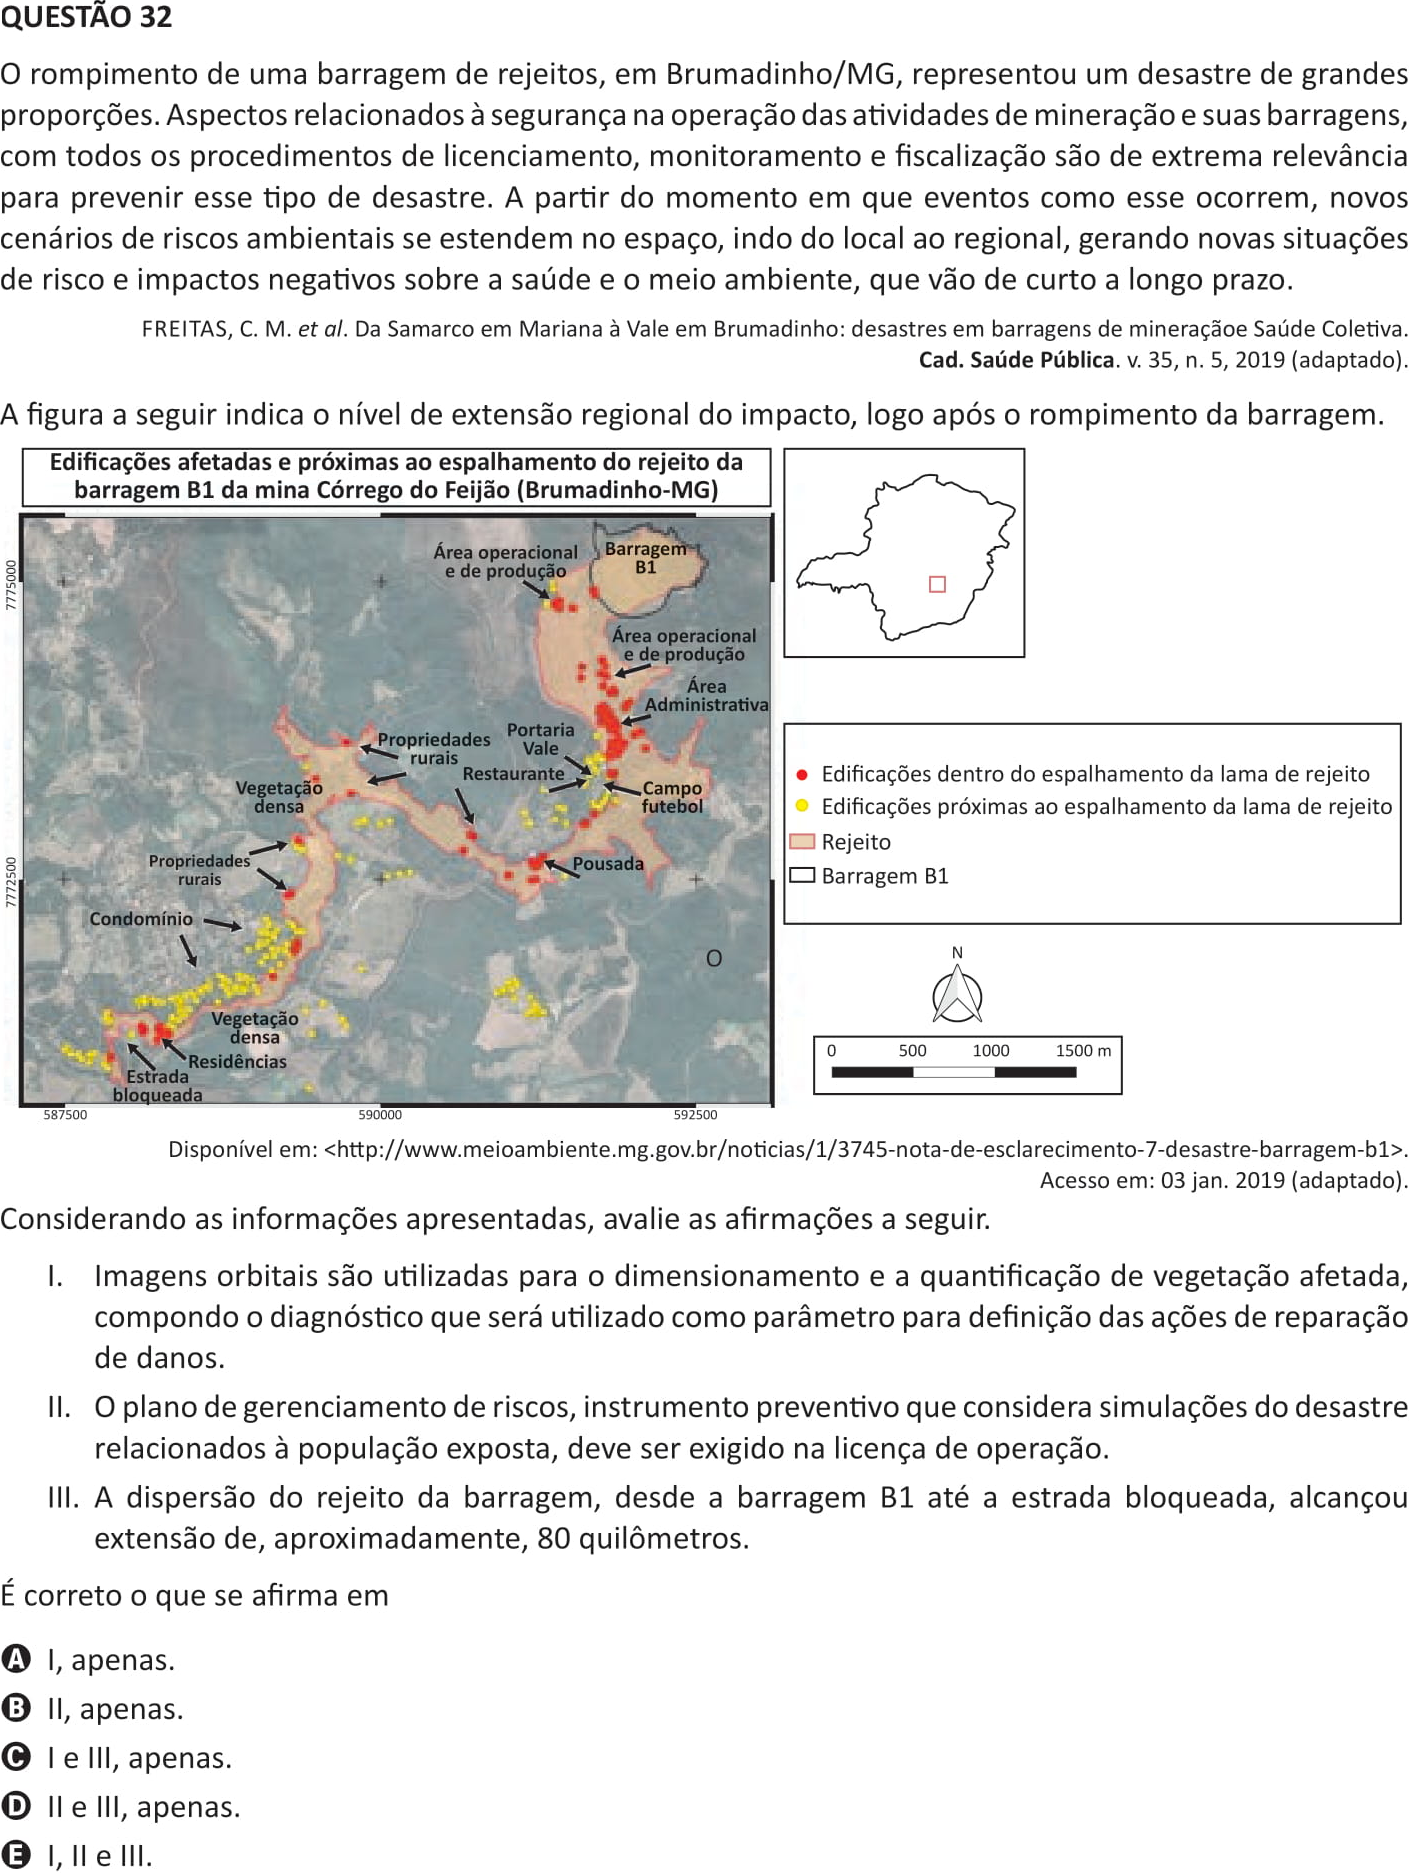 QUESTÃO 32
O rompimento de uma barragem de rejeitos, em Brumadinho/MG, representou um desastre de grandes
proporções. Aspectos relacionados à segurança na operação das atividades de mineração e suas barragens,
com todos os procedimentos de licenciamento, monitoramento e fiscalização são de extrema relevância
para prevenir esse tipo de desastre. A partir do momento em que eventos como esse ocorrem, novos
cenários de riscos ambientais se estendem no espaço, indo do local ao regional, gerando novas situações
de risco e impactos negativos sobre a saúde e o meio ambiente, que vão de curto a longo prazo.
FREITAS, C. M. et al. Da Samarco em Mariana à Vale em Brumadinho: desastres em barragens de mineraçãoe Saúde Coletiva.
Cad. Saúde Pública. v. 35, n. 5, 2019 (adaptado).
A figura a seguir indica o nível de extensão regional do impacto, logo após o rompimento da barragem.
Edificações afetadas e próximas ao espalhamento do rejeito da
barragem B1 da mina Córrego do Feijão (Brumadinho-MG)
7775000
7772500
Área operacional
e de produção
Barragem
B1
Área operacional
e de produção
Área
Administrativa
Portaria
Vale
Propriedades
rurais
Restaurante
Vegetação
densa
Campo
futebol
Propriedades
rurais
Pousada
Condomínio
O
Vegetação
densa
Residências
Estrada
bloqueada
587500
590000
592500
Edificações dentro do espalhamento da lama de rejeito
Edificações próximas ao espalhamento da lama de rejeito
Rejeito
Barragem B1
N
0 500 1000 1500 m
Disponível em: <http://www.meioambiente.mg.gov.br/noticias/1/3745-nota-de-esclarecimento-7-desastre-barragem-b1>.
Acesso em: 03 jan. 2019 (adaptado).
Considerando as informações apresentadas, avalie as afirmações a seguir.
I. Imagens orbitais são utilizadas para o dimensionamento e a quantificação de vegetação afetada,
compondo o diagnóstico que será utilizado como parâmetro para definição das ações de reparação
de danos.
II. O plano de gerenciamento de riscos, instrumento preventivo que considera simulações do desastre
relacionados à população exposta, deve ser exigido na licença de operação.
III. A dispersão do rejeito da barragem, desde a barragem B1 até a estrada bloqueada, alcançou
extensão de, aproximadamente, 80 quilômetros.
É correto o que se afirma em
A I, apenas.
B II, apenas.
C I e III, apenas.
D II e III, apenas.
E I, II e III.